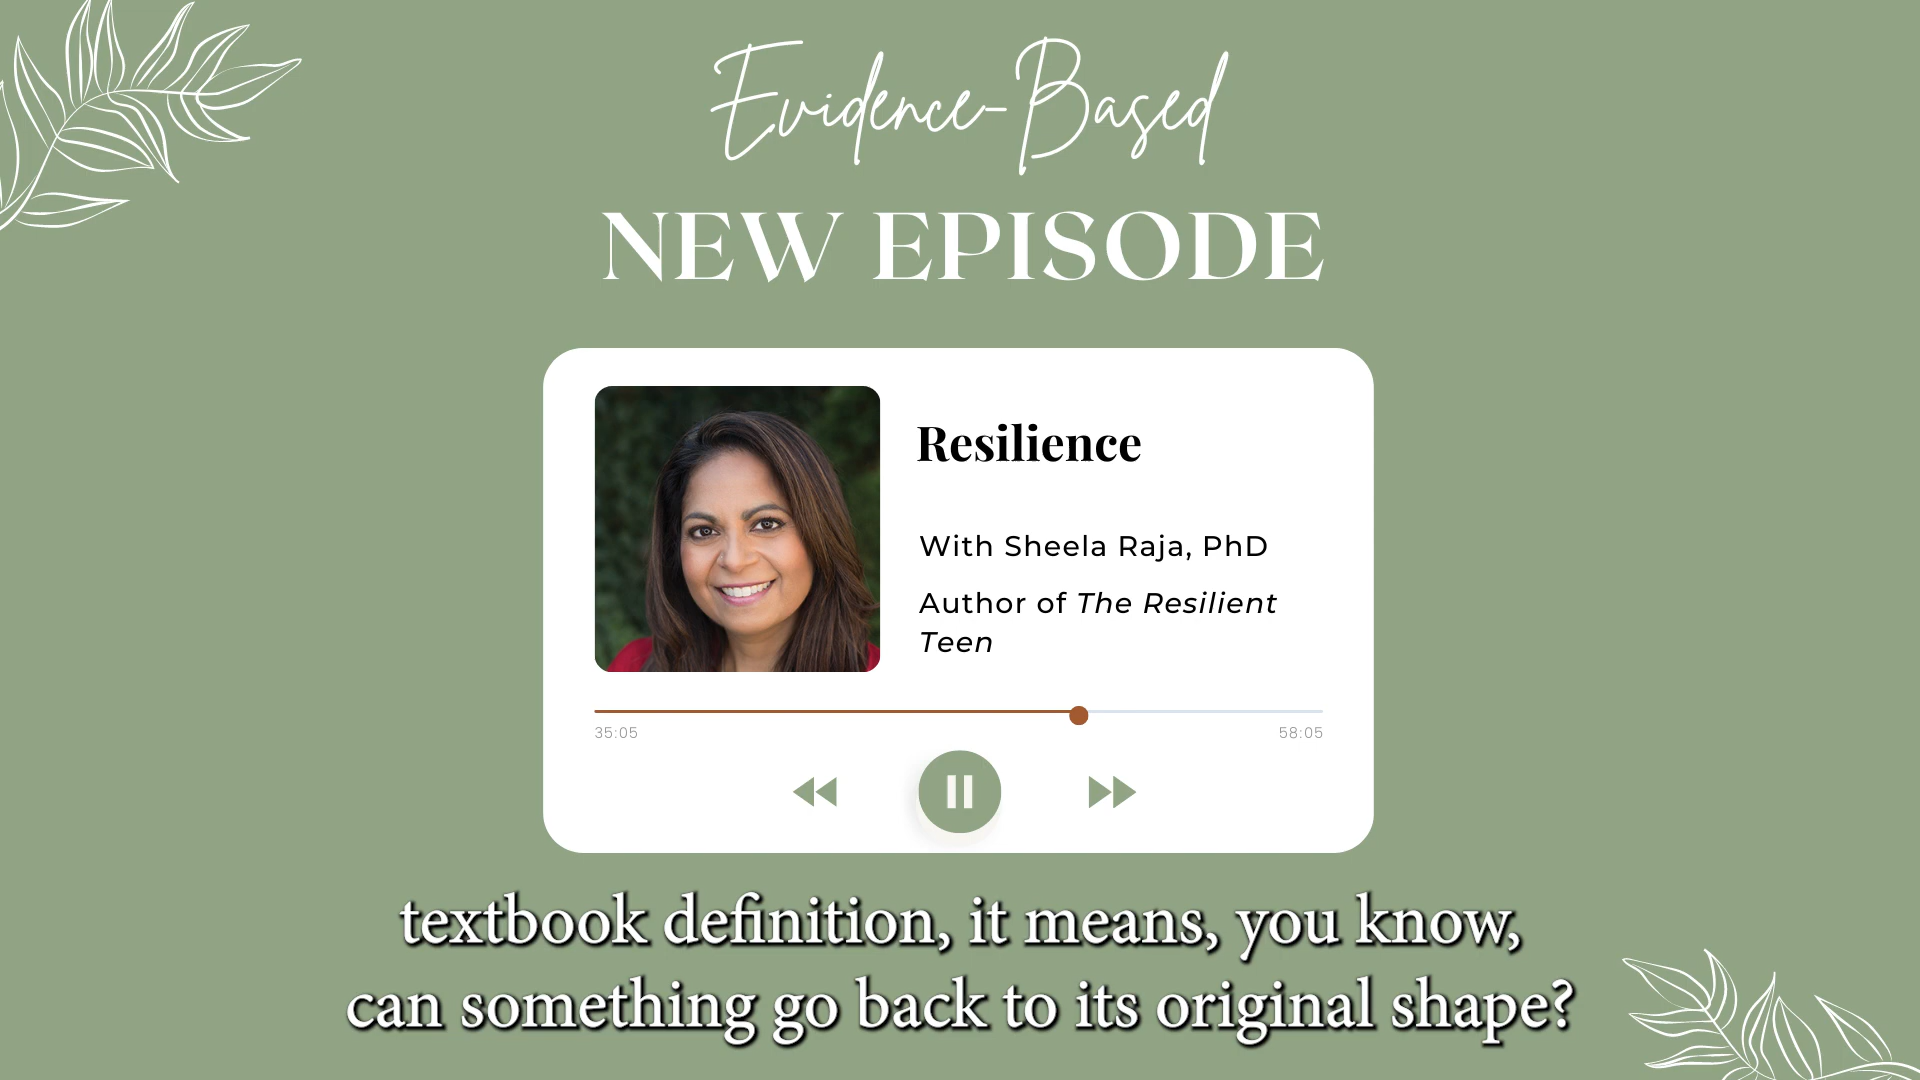 Evidence-Based
NEW EPISODE
Resilience
With Sheela Raja, PhD
Author of The Resilient
Teen
35:05
58:05
textbook definition, it means, you know,
can something go back to its original shape?